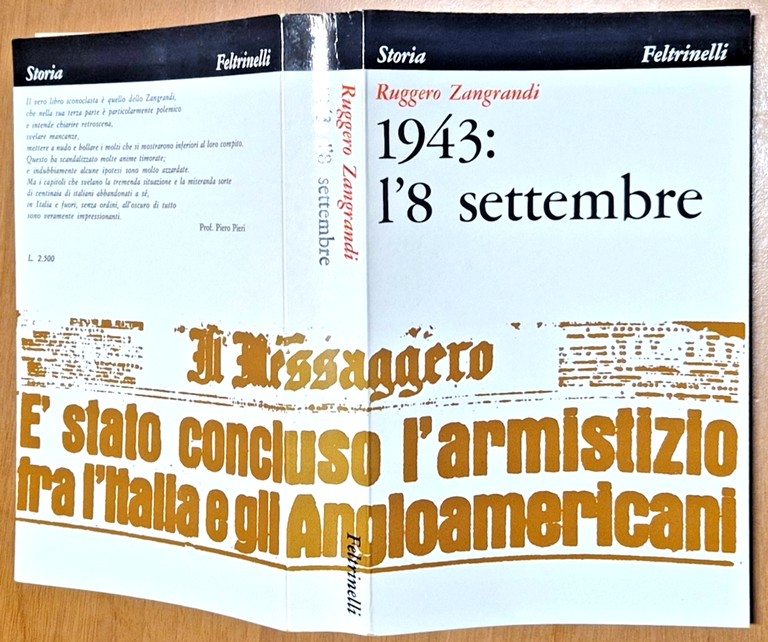 Storia
Feltrinelli
Il vero libro iconoclasta è quello dello Zangrandi,
che nella sua terza parte è particolarmente polemico
e intende chiarire retroscena,
svelare mancanze,
mettere a nudo e bollare i molti che si mostrarono inferiori al loro compito.
Questo ha scandalizzato molte anime timorate;
e indubbiamente alcune ipotesi sono molto azzardate.
Ma i capitoli che svelano la tremenda situazione e la miseranda sorte
di centinaia di italiani abbandonati a sé,
in Italia e fuori, senza ordini, all'oscuro di tutto
sono veramente impressionanti.
Prof. Piero Pieri
L. 2.500
Ruggero Zangrandi
l'8 settembre
Feltrinelli
Storia
Feltrinelli
Ruggero Zangrandi
1943:
l'8 settembre
Il Messaggero
E' stato concluso l'armistizio
tra l'Italia e gli Angloamericani